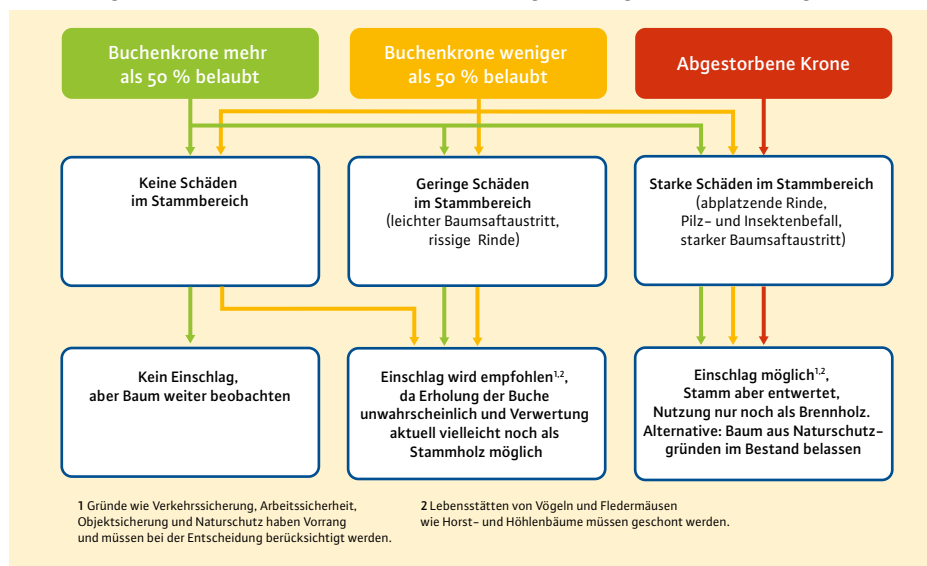 Buchenkrone mehr
als 50 % belaubt
Buchenkrone weniger
als 50 % belaubt
Abgestorbene Krone
Keine Schäden
im Stammbereich
Geringe Schäden
im Stammbereich
(leichter Baumsaftaustritt,
rissige Rinde)
Starke Schäden im Stammbereich
(abplatzende Rinde,
Pilz- und Insektenbefall,
starker Baumsaftaustritt)
Kein Einschlag,
aber Baum weiter beobachten
Einschlag wird empfohlen1,2,
da Erholung der Buche
unwahrscheinlich und Verwertung
aktuell vielleicht noch als
Stammholz möglich
Einschlag möglich1,2,
Stamm aber entwertet,
Nutzung nur noch als Brennholz.
Alternative: Baum aus Naturschutz-
gründen im Bestand belassen
1 Gründe wie Verkehrssicherung, Arbeitssicherheit,
Objektsicherung und Naturschutz haben Vorrang
und müssen bei der Entscheidung berücksichtigt werden.
2 Lebensstätten von Vögeln und Fledermäusen
wie Horst- und Höhlenbäume müssen geschont werden.